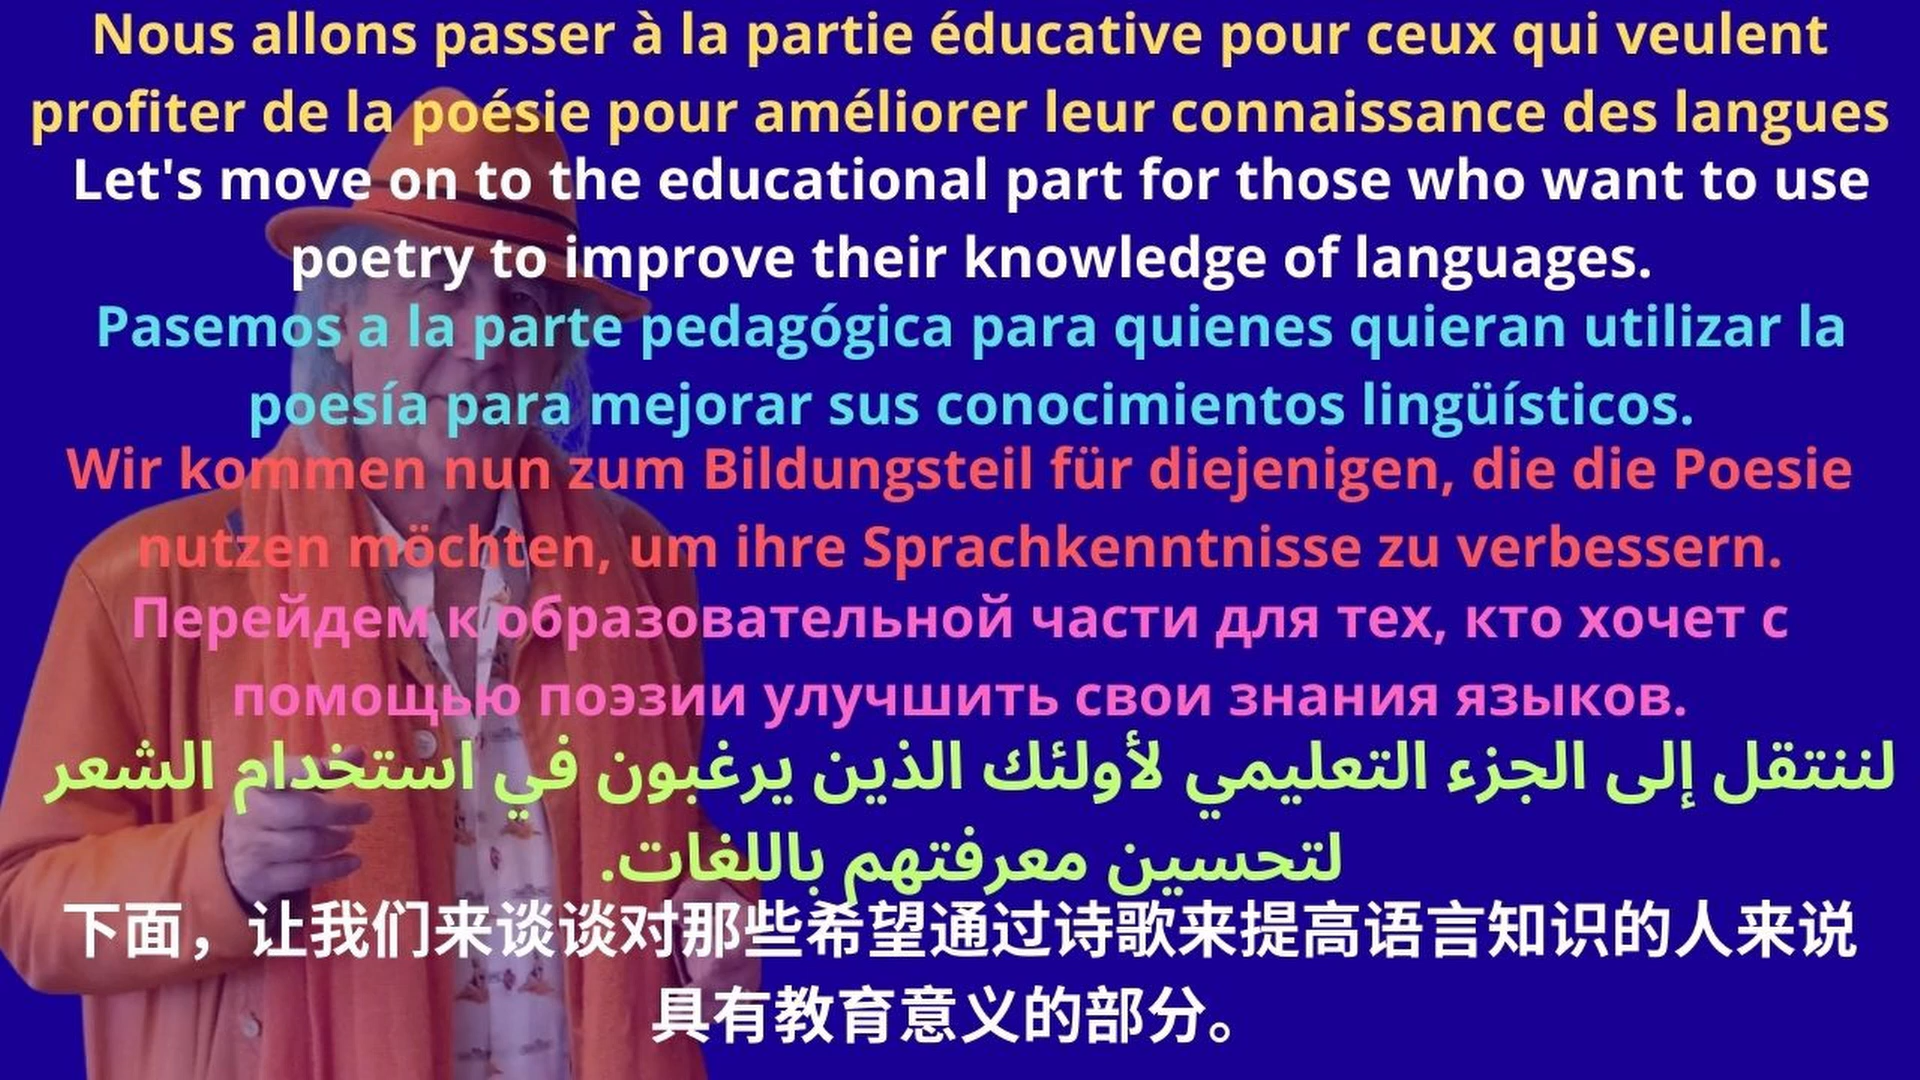 Nous allons passer à la partie éducative pour ceux qui veulent
profiter de la poésie pour améliorer leur connaissance des langues
Let's move on to the educational part for those who want to use
poetry to improve their knowledge of languages.
Pasemos a la parte pedagógica para quienes quieran utilizar la
poesía para mejorar sus conocimientos lingüísticos.
Wir kommen nun zum Bildungsteil für diejenigen, die die Poesie
nutzen möchten, um ihre Sprachkenntnisse zu verbessern.
Перейдем к образовательной части для тех, кто хочет с
помощью поэзии улучшить свои знания языков.
لننتقل إلى الجزء التعليمي لأولئك الذين يرغبون في استخدام الشعر
لتحسين معرفتهم باللغات.
下面，让我们来谈谈对那些希望通过诗歌来提高语言知识的人来说
具有教育意义的部分。